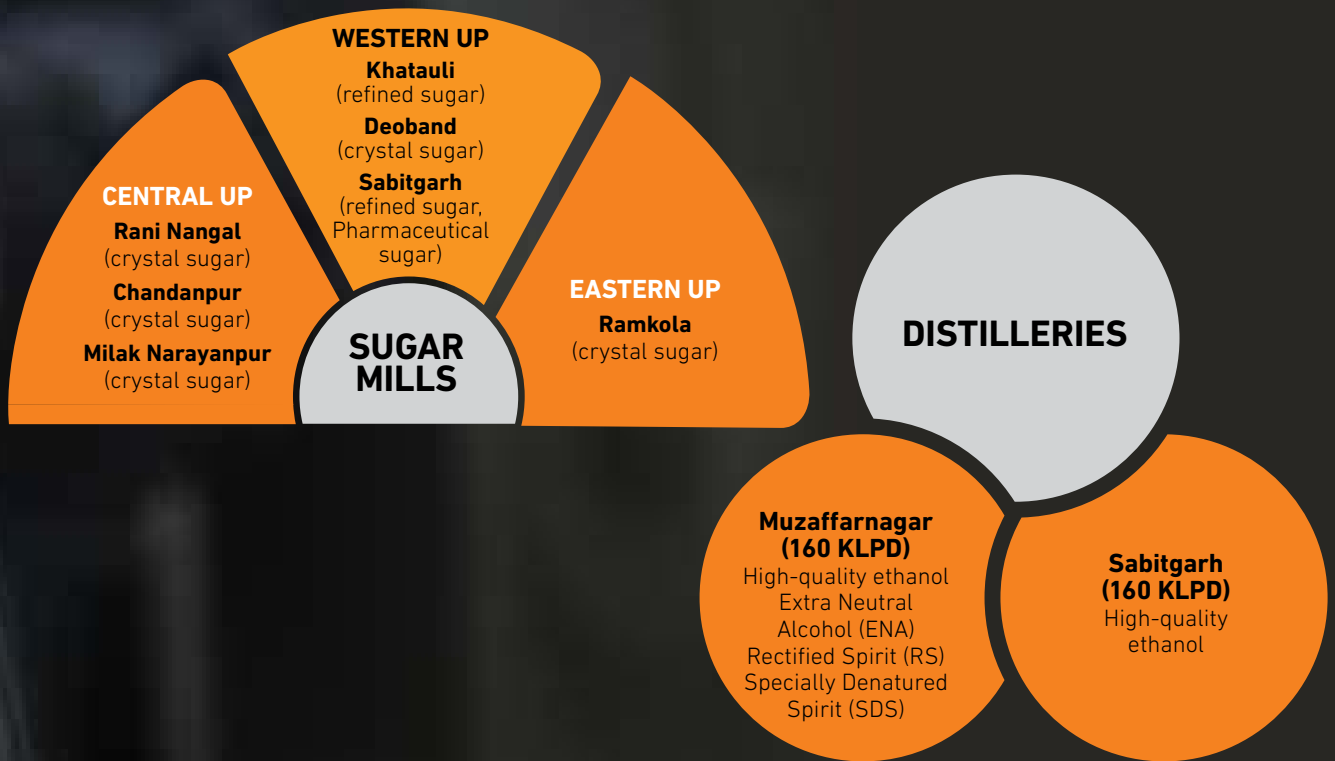 WESTERN UP
Khatauli
(refined sugar)
Deoband
(crystal sugar)
Sabitgarh
(refined sugar,
Pharmaceutical
sugar)
CENTRAL UP
Rani Nangal
(crystal sugar)
Chandanpur
(crystal sugar)
Milak Narayanpur
(crystal sugar)
EASTERN UP
Ramkola
(crystal sugar)
SUGAR
MILLS
DISTILLERIES
Muzaffarnagar
(160 KLPD)
High-quality ethanol
Extra Neutral
Alcohol (ENA)
Rectified Spirit (RS)
Specially Denatured
Spirit (SDS)
Sabitgarh
(160 KLPD)
High-quality
ethanol